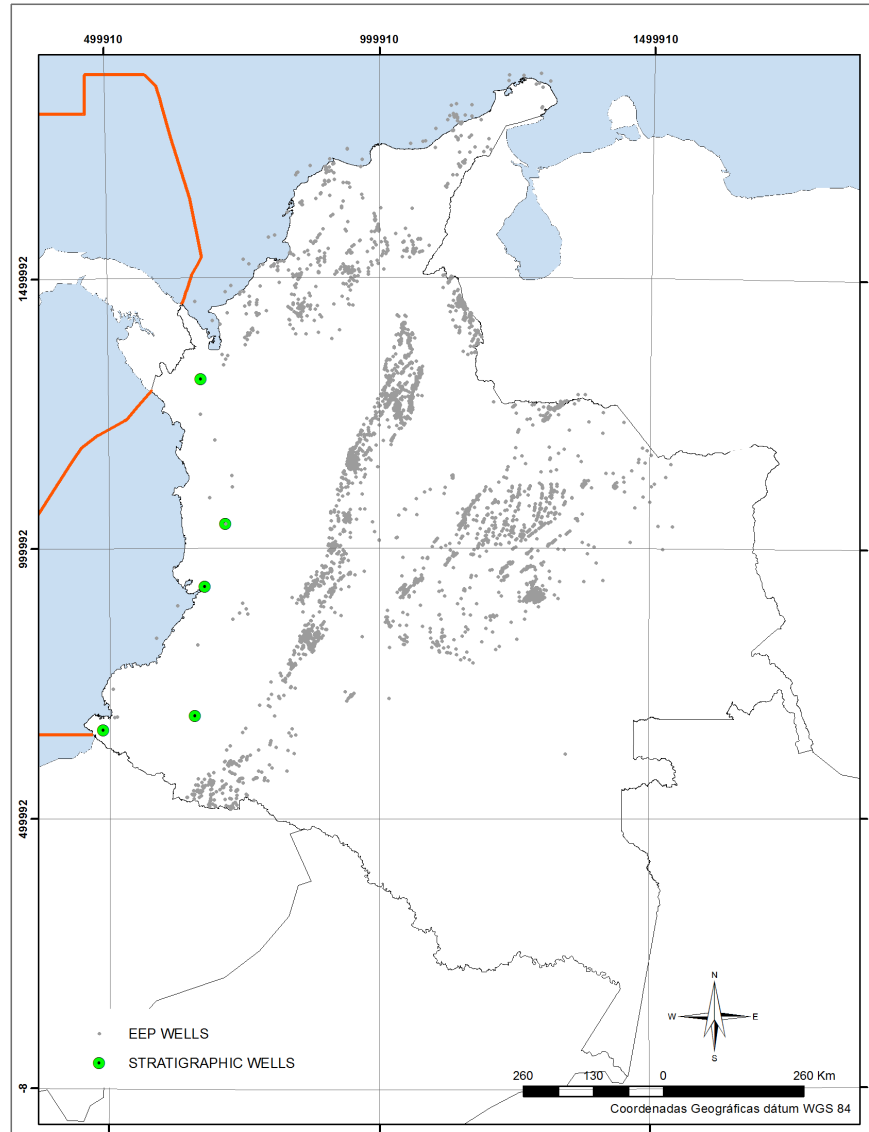 499910 999910 1499910
1499992
999992
499992
-8
N
W E
S
EEP WELLS
STRATIGRAPHIC WELLS
260 130 0 260 Km
Coordenadas Geográficas dátum WGS 84